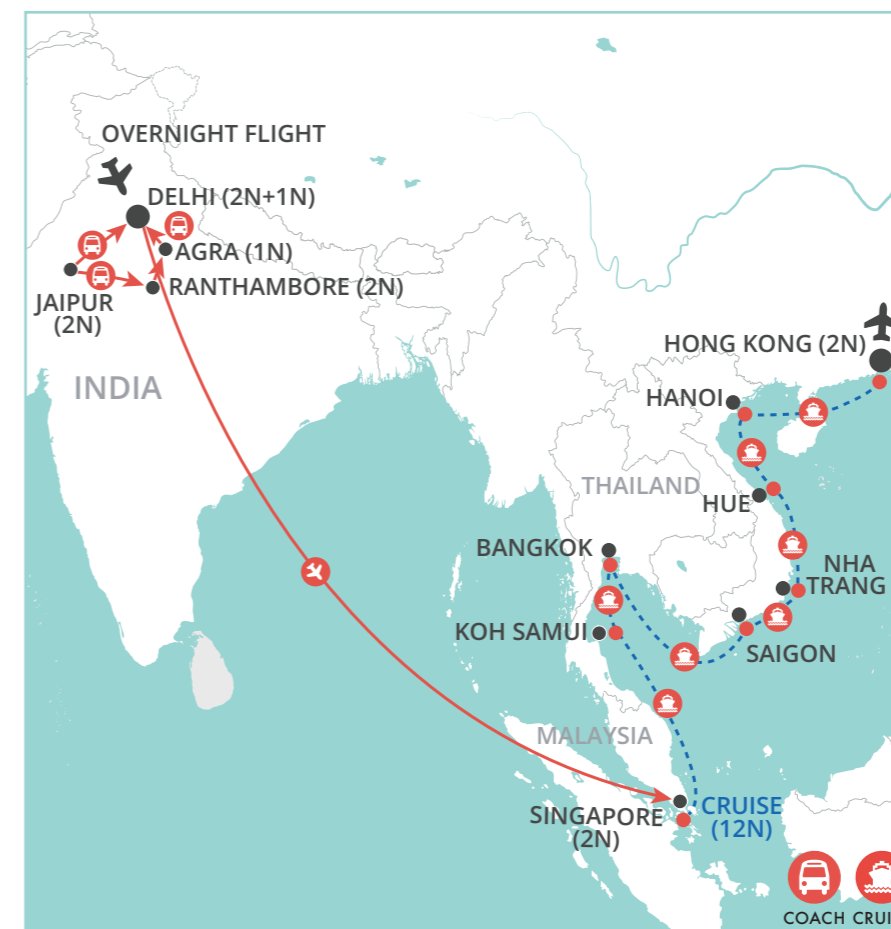 OVERNIGHT FLIGHT
DELHI (2N+1N)
AGRA (1N)
RANTHAMBORE (2N)
JAIPUR
(2N)
INDIA
HONG KONG (2N)
HANOI
THAILAND
HUE
BANGKOK
NHA
TRANG
KOH SAMUI
SAIGON
MALAYSIA
SINGAPORE
(2N)
CRUISE
(12N)
COACH CRUI